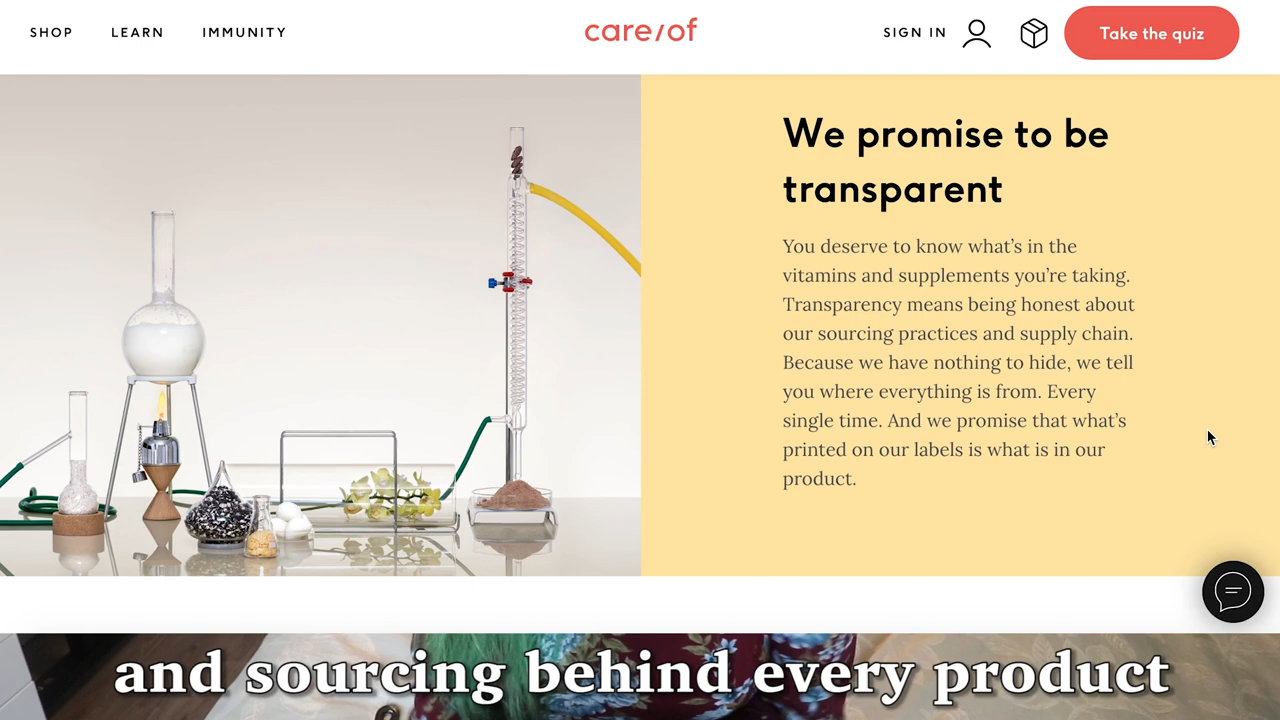 SHOP LEARN IMMUNITY care/of SIGN IN Take the quiz
We promise to be
transparent
You deserve to know what’s in the
vitamins and supplements you’re taking.
Transparency means being honest about
our sourcing practices and supply chain.
Because we have nothing to hide, we tell
you where everything is from. Every
single time. And we promise that what’s
printed on our labels is what is in our
product.
and sourcing behind every product